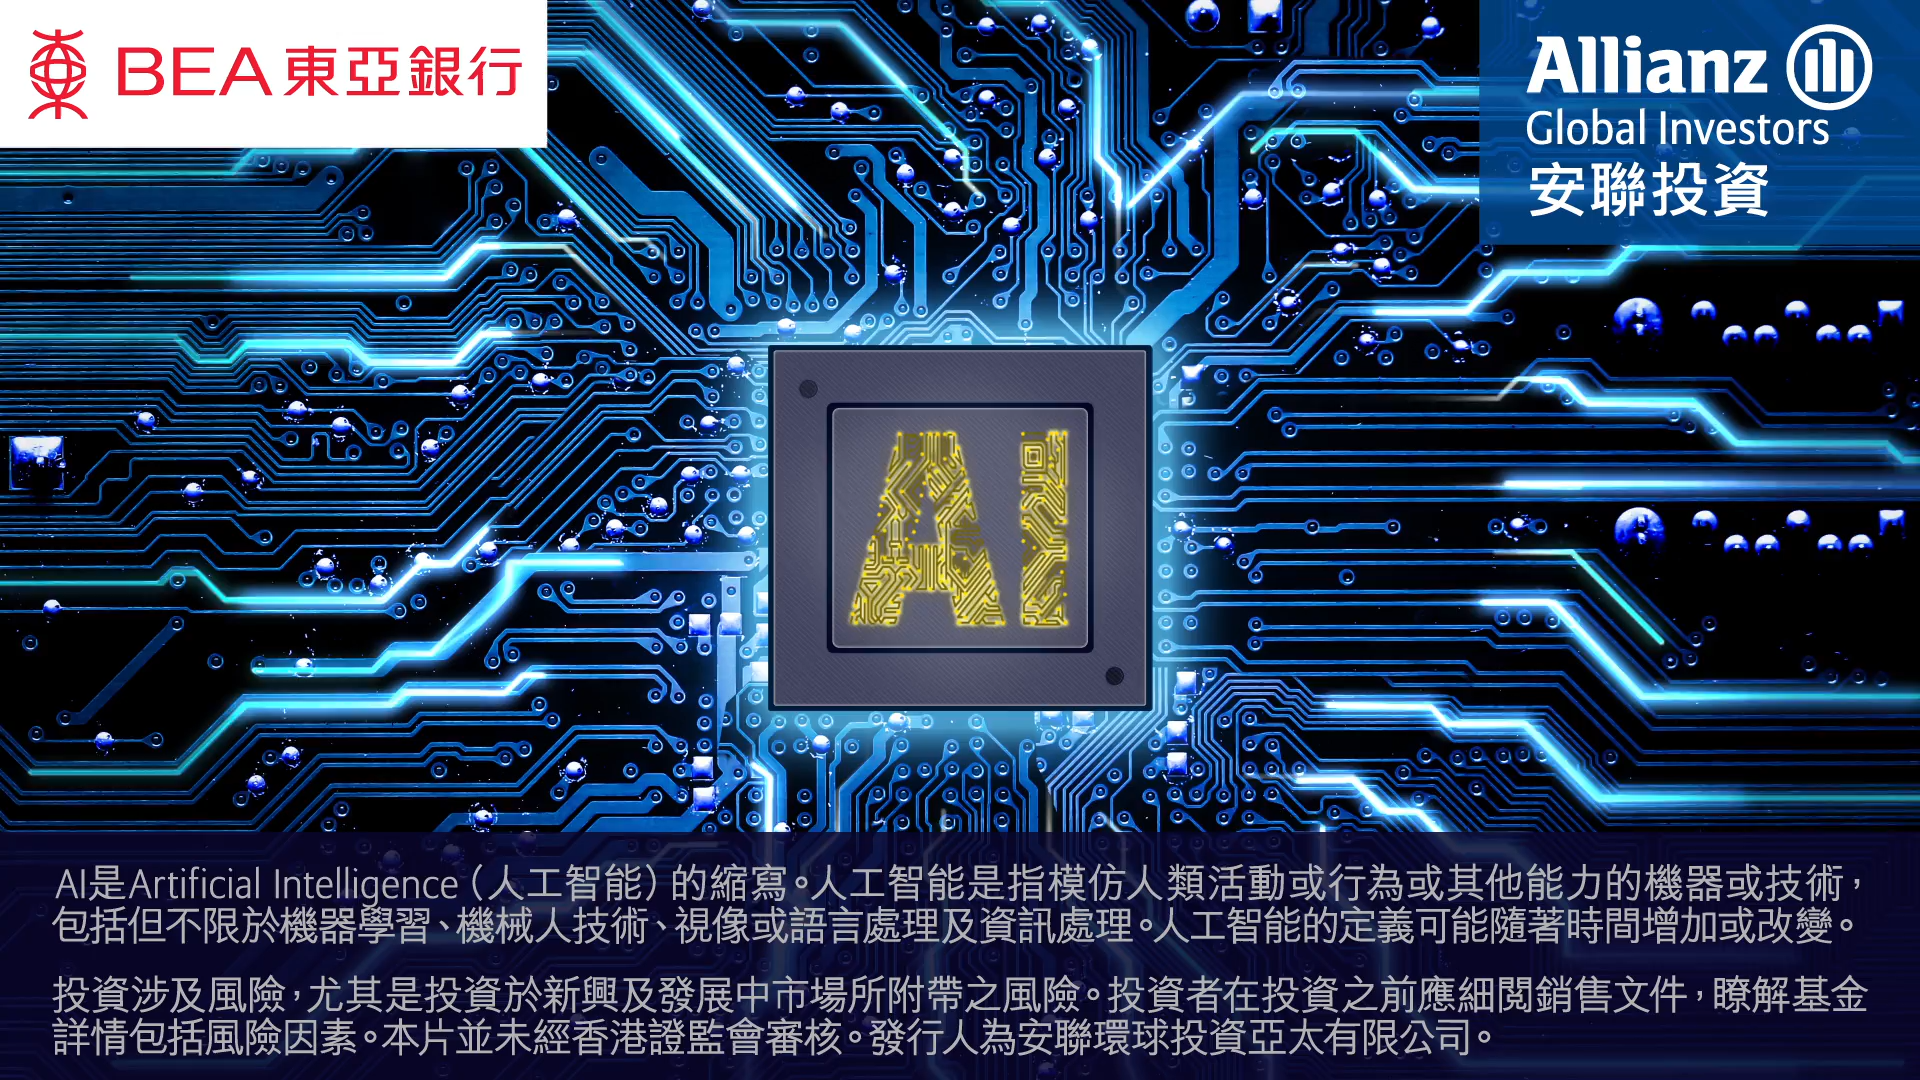 BEA東亞銀行
Allianz
Global Investors
安聯投資
AI
AI是Artificial Intelligence（人工智能）的縮寫。人工智能是指模仿人類活動或行為或其他能力的機器或技術，
包括但不限於機器學習、機械人技術、視像或語言處理及資訊處理。人工智能的定義可能隨著時間增加或改變。
投資涉及風險，尤其是投資於新興及發展中市場所附帶之風險。投資者在投資之前應細閱銷售文件，瞭解基金
詳情包括風險因素。本片並未經香港證監會審核。發行人為安聯環球投資亞太有限公司。